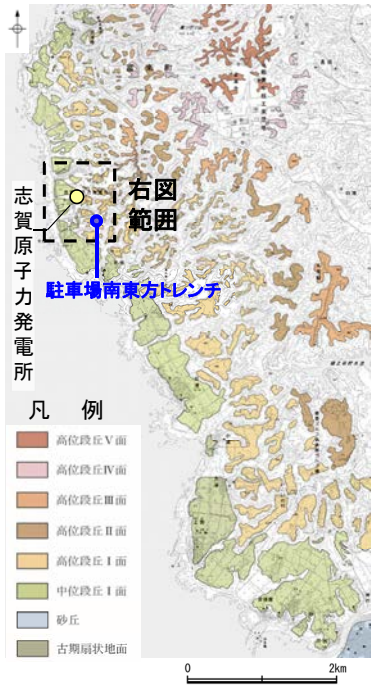 富来町
志賀原子力発電所
右図
範囲
駐車場南東方トレンチ
凡 例
高位段丘Ⅴ面
高位段丘Ⅳ面
高位段丘Ⅲ面
高位段丘Ⅱ面
高位段丘Ⅰ面
中位段丘Ⅰ面
砂丘
古期扇状地面
0 2km